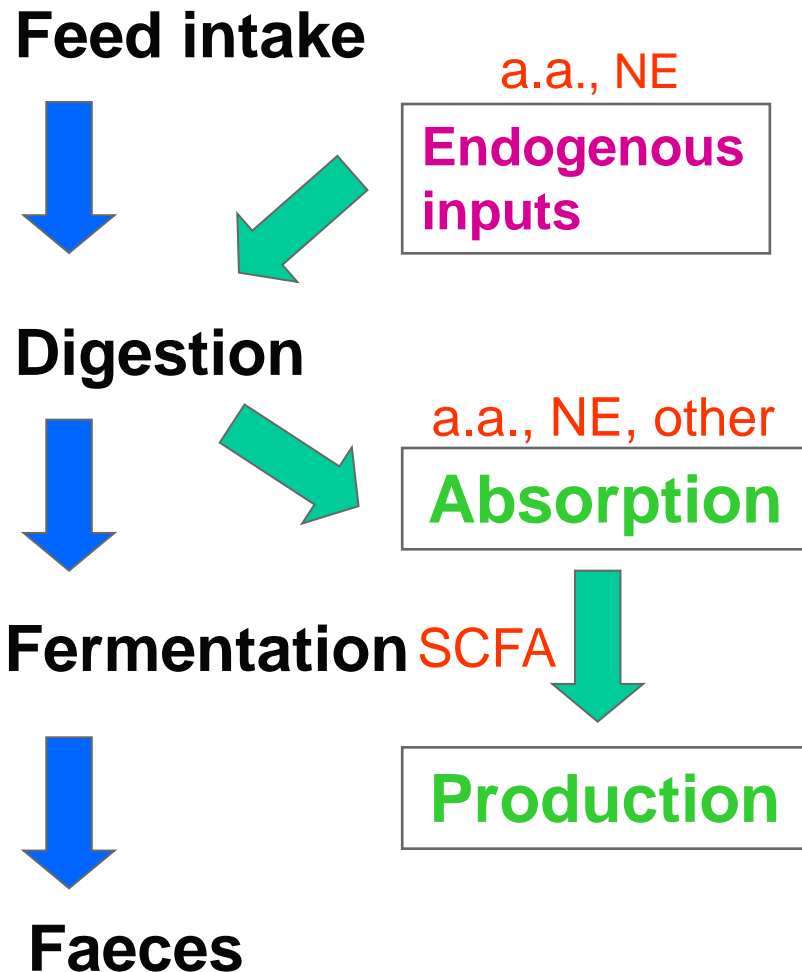 Feed intake
a.a., NE
Endogenous
inputs
Digestion
a.a., NE, other
Absorption
Fermentation SCFA
Production
Faeces